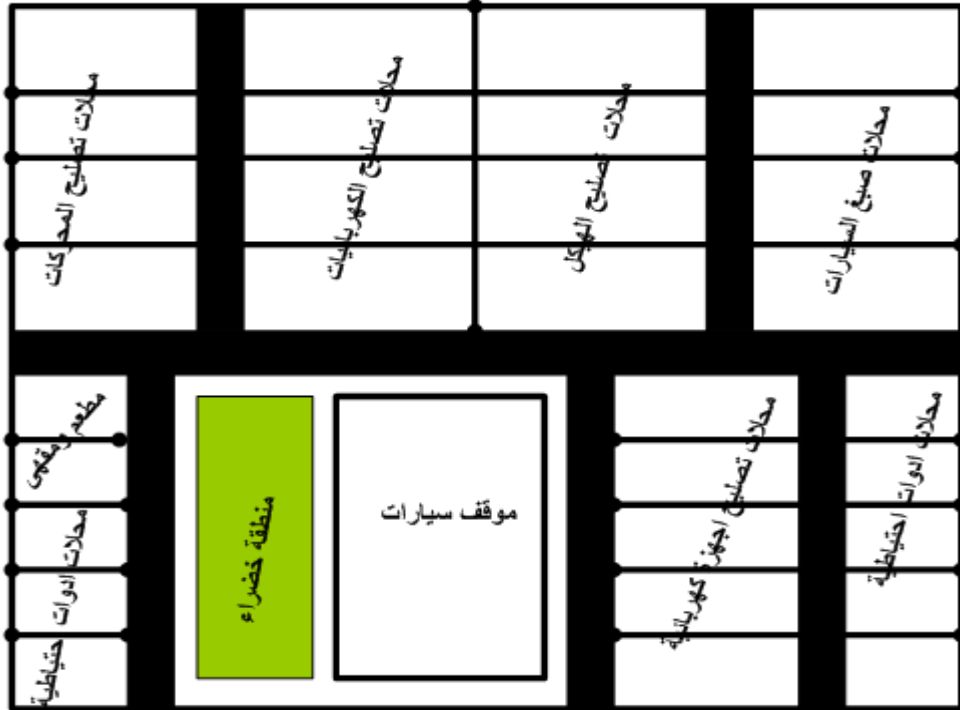 محلات صبغ السيارات
محلات تصليح الهيكل
محلات تصليح الكهربائيات
محلات تصليح المحركات
محلات ادوات احتياطية
محلات تصليح اجهزة كهربائية
موقف سيارات
منطقة خضراء
مطعم ومقهى
محلات ادوات حتياطية